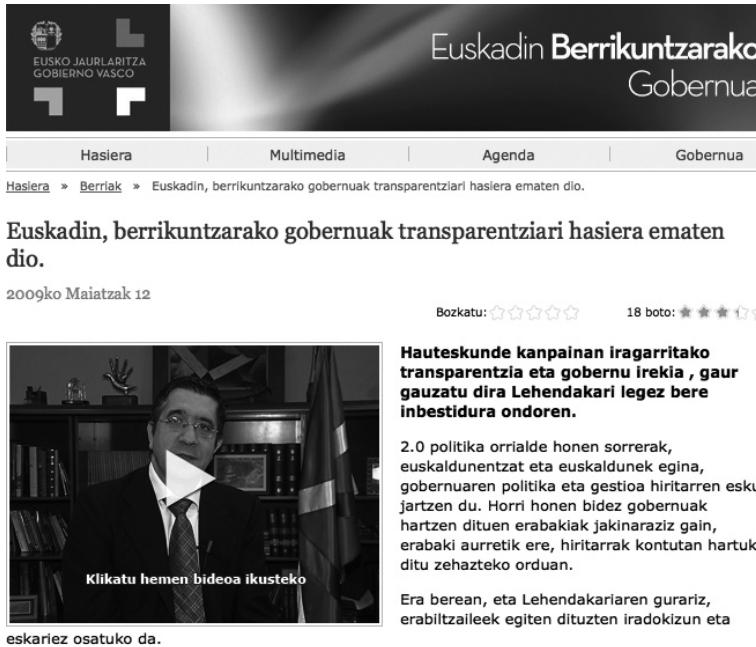 EUSKO JAURLARITZA
GOBIERNO VASCO
Euskadin Berrikuntzarako
Gobernua
Hasiera
Multimedia
Agenda
Gobernua
Hasiera » Berriak » Euskadin, berrikuntzarako gobernuak transparentziari hasiera ematen dio.
Euskadin, berrikuntzarako gobernuak transparentziari hasiera ematen
dio.
2009ko Maiatzak 12
Bozkatu:
18 boto:
Klikatu hemen bideoa ikusteko
Hauteskunde kanpainan iragarritako
transparentzia eta gobernu irekia , gaur
gauzatu dira Lehendakari legez bere
inbestidura ondoren.
2.0 politika orrialde honen sorrerak,
euskaldunentzat eta euskaldunek egina,
gobernuaren politika eta gestioa hiritarren esku
jartzen du. Horri honen bidez gobernuak
hartzen dituen erabakiak jakinaraziz gain,
erabaki aurretik ere, hiritarrak kontutan hartuk
ditu zehazteko orduan.
Era berean, eta Lehendakariaren gurariz,
erabiltzaileek egiten dituzten iradokizun eta
eskariez osatuko da.